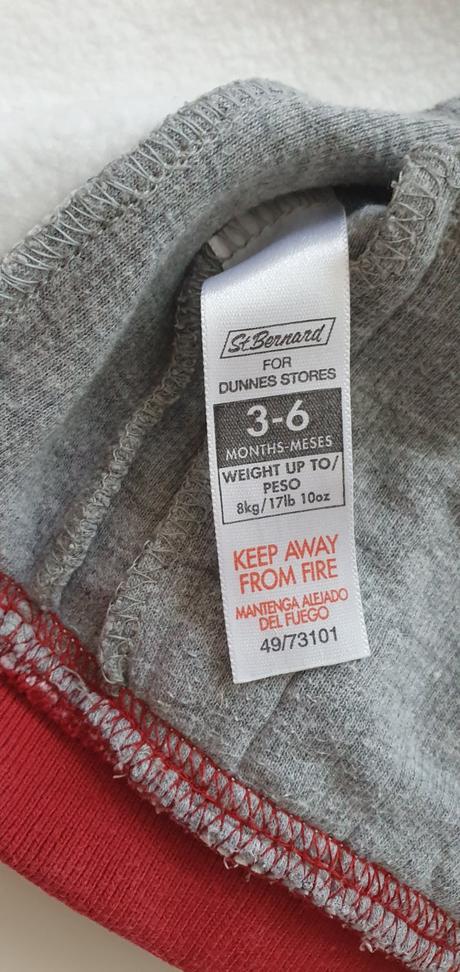 St.Bernard
FOR
DUNNES STORES
3-6
MONTHS-MESES
WEIGHT UP TO/
PESO
8kg/17lb 10oz
KEEP AWAY
FROM FIRE
MANTENGA ALEJADO
DEL FUEGO
49/73101